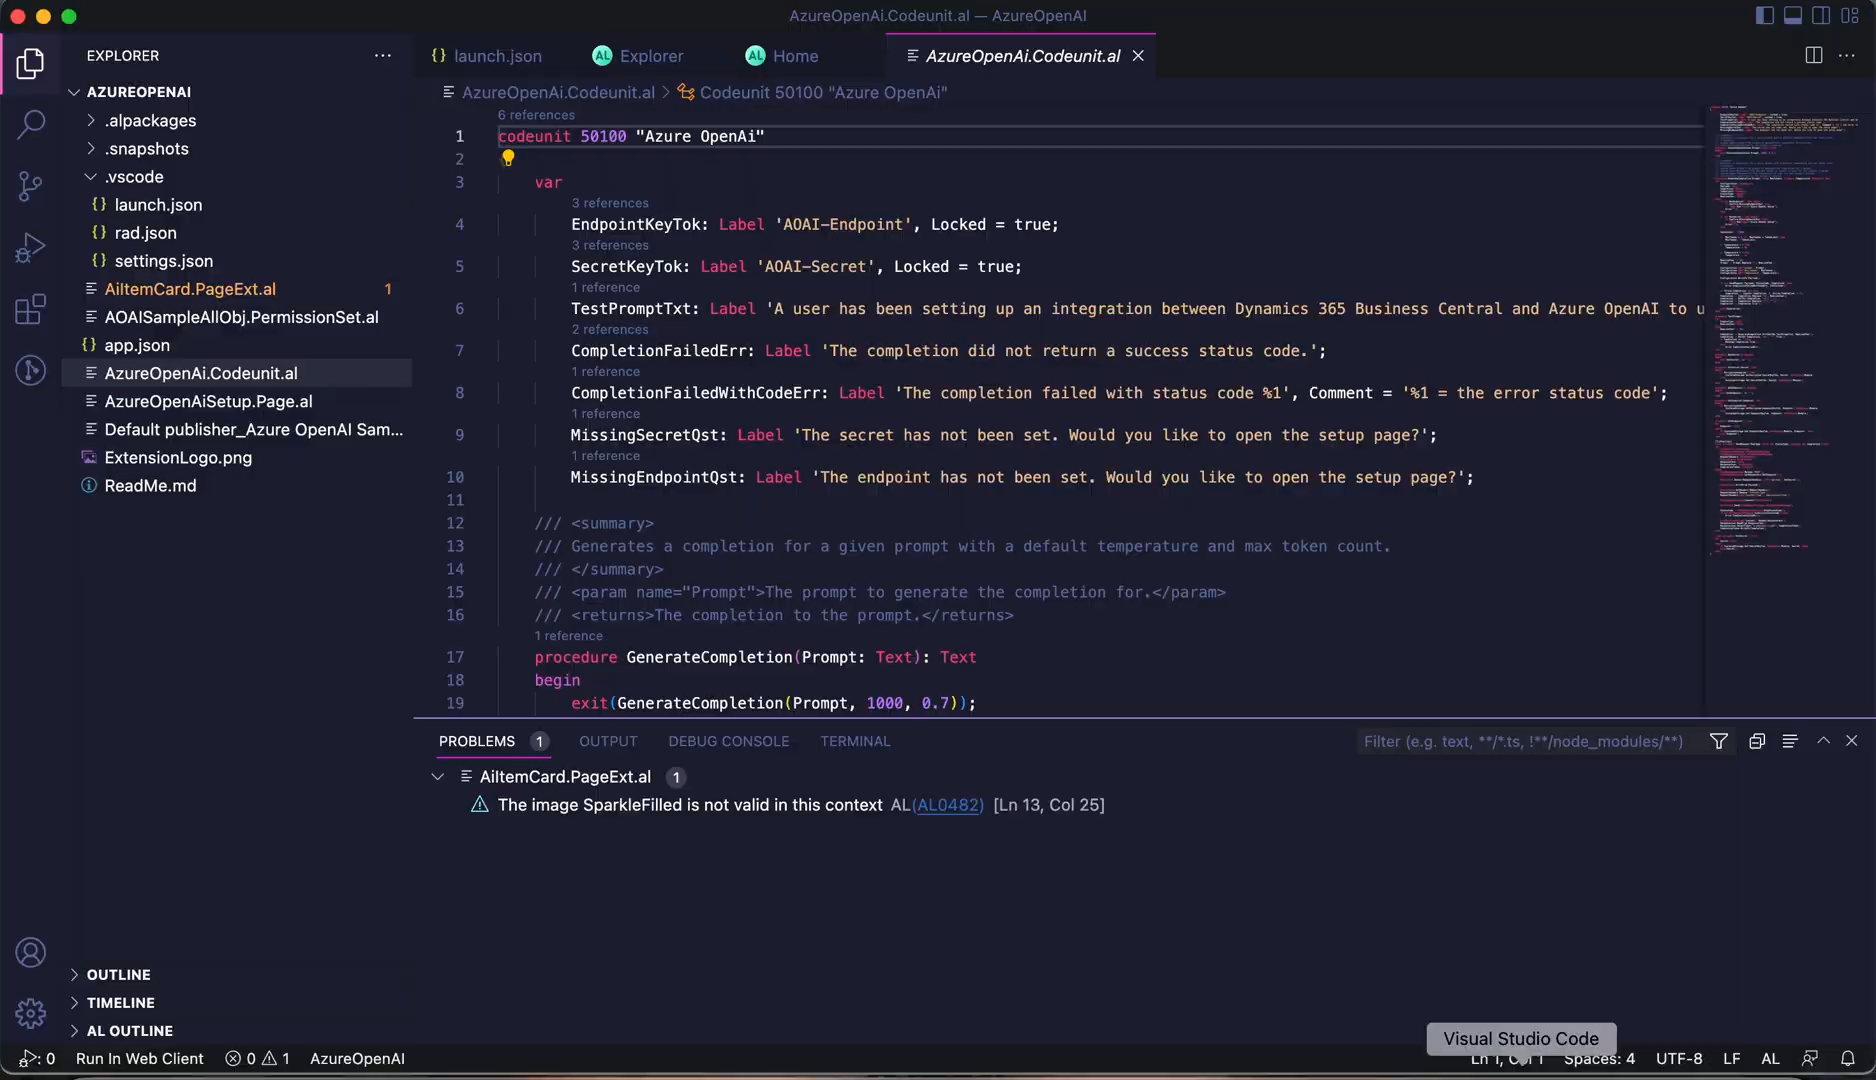 AzureOpenAi.Codeunit.al — AzureOpenAI
EXPLORER
AZUREOPENAI
.alpackages
.snapshots
.vscode
{} launch.json
{} rad.json
{} settings.json
AiItemCard.PageExt.al 1
AOAISampleAllObj.PermissionSet.al
{} app.json
AzureOpenAi.Codeunit.al
AzureOpenAiSetup.Page.al
Default publisher_Azure OpenAI Sam...
ExtensionLogo.png
ReadMe.md
OUTLINE
TIMELINE
AL OUTLINE
{} launch.json
AL Explorer
AL Home
AzureOpenAi.Codeunit.al
AzureOpenAi.Codeunit.al > Codeunit 50100 "Azure OpenAi"
6 references
1 codeunit 50100 "Azure OpenAi"
2
3 var
3 references
4 EndpointKeyTok: Label 'AOAI-Endpoint', Locked = true;
3 references
5 SecretKeyTok: Label 'AOAI-Secret', Locked = true;
1 reference
6 TestPromptTxt: Label 'A user has been setting up an integration between Dynamics 365 Business Central and Azure OpenAI to u
2 references
7 CompletionFailedErr: Label 'The completion did not return a success status code.';
1 reference
8 CompletionFailedWithCodeErr: Label 'The completion failed with status code %1', Comment = '%1 = the error status code';
1 reference
9 MissingSecretQst: Label 'The secret has not been set. Would you like to open the setup page?';
1 reference
10 MissingEndpointQst: Label 'The endpoint has not been set. Would you like to open the setup page?';
11
12 /// <summary>
13 /// Generates a completion for a given prompt with a default temperature and max token count.
14 /// </summary>
15 /// <param name="Prompt">The prompt to generate the completion for.</param>
16 /// <returns>The completion to the prompt.</returns>
1 reference
17 procedure GenerateCompletion(Prompt: Text): Text
18 begin
19 exit(GenerateCompletion(Prompt, 1000, 0.7));
PROBLEMS 1 OUTPUT DEBUG CONSOLE TERMINAL
Filter (e.g. text, **/*.ts, !**/node_modules/**)
AiItemCard.PageExt.al 1
The image SparkleFilled is not valid in this context AL(AL0482) [Ln 13, Col 25]
Visual Studio Code
: 0 Run In Web Client 0 1 AzureOpenAI
Ln 1, Col 1 Spaces: 4 UTF-8 LF AL